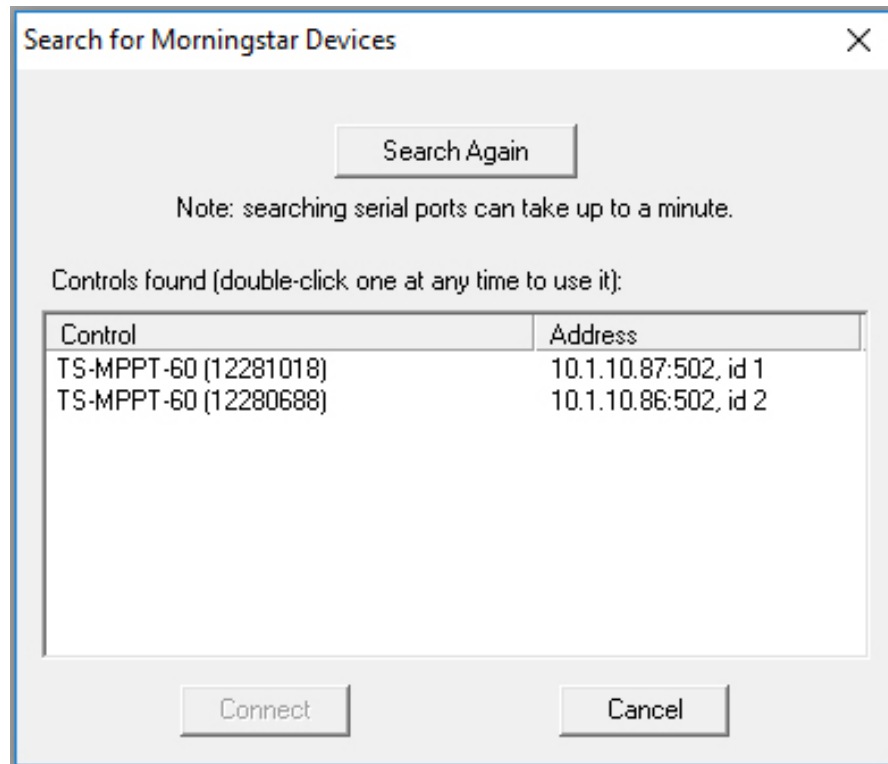 Search for Morningstar Devices
Search Again
Note: searching serial ports can take up to a minute.
Controls found (double-click one at any time to use it):
Control Address
TS-MPPT-60 (12281018) 10.1.10.87:502, id 1
TS-MPPT-60 (12280688) 10.1.10.86:502, id 2
Connect Cancel